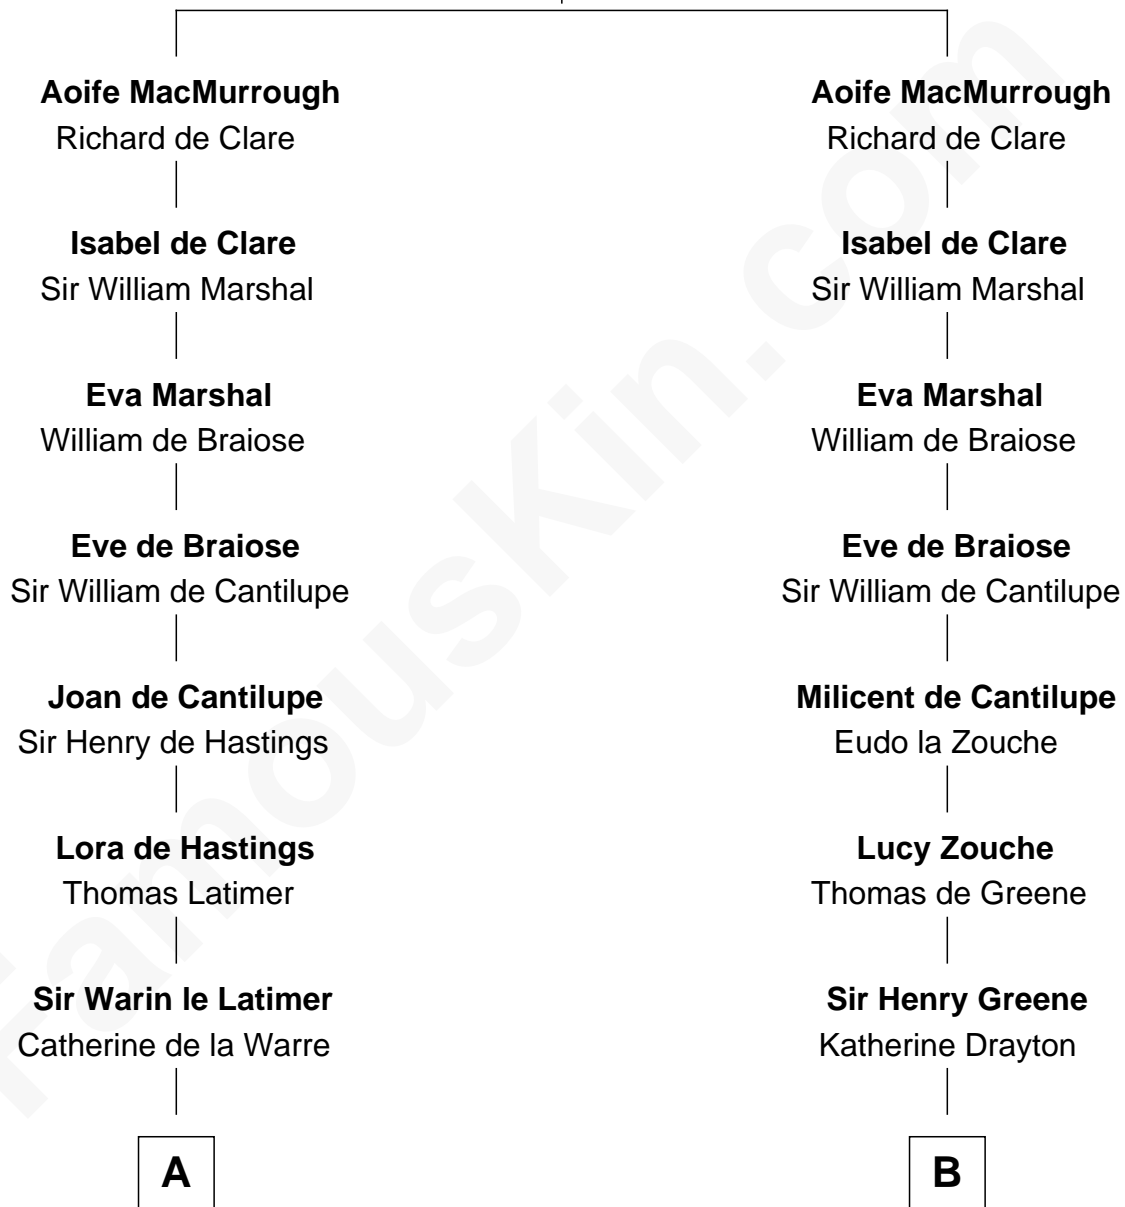 Aoife MacMurrough
Richard de Clare
Isabel de Clare
Sir William Marshal
Eva Marshal
William de Braiose
Eve de Braiose
Sir William de Cantilupe
Joan de Cantilupe
Sir Henry de Hastings
Lora de Hastings
Thomas Latimer
Sir Warin le Latimer
Catherine de la Warre
A
Aoife MacMurrough
Richard de Clare
Isabel de Clare
Sir William Marshal
Eva Marshal
William de Braiose
Eve de Braiose
Sir William de Cantilupe
Milicent de Cantilupe
Eudo la Zouche
Lucy Zouche
Thomas de Greene
Sir Henry Greene
Katherine Drayton
B
FamousKin.com